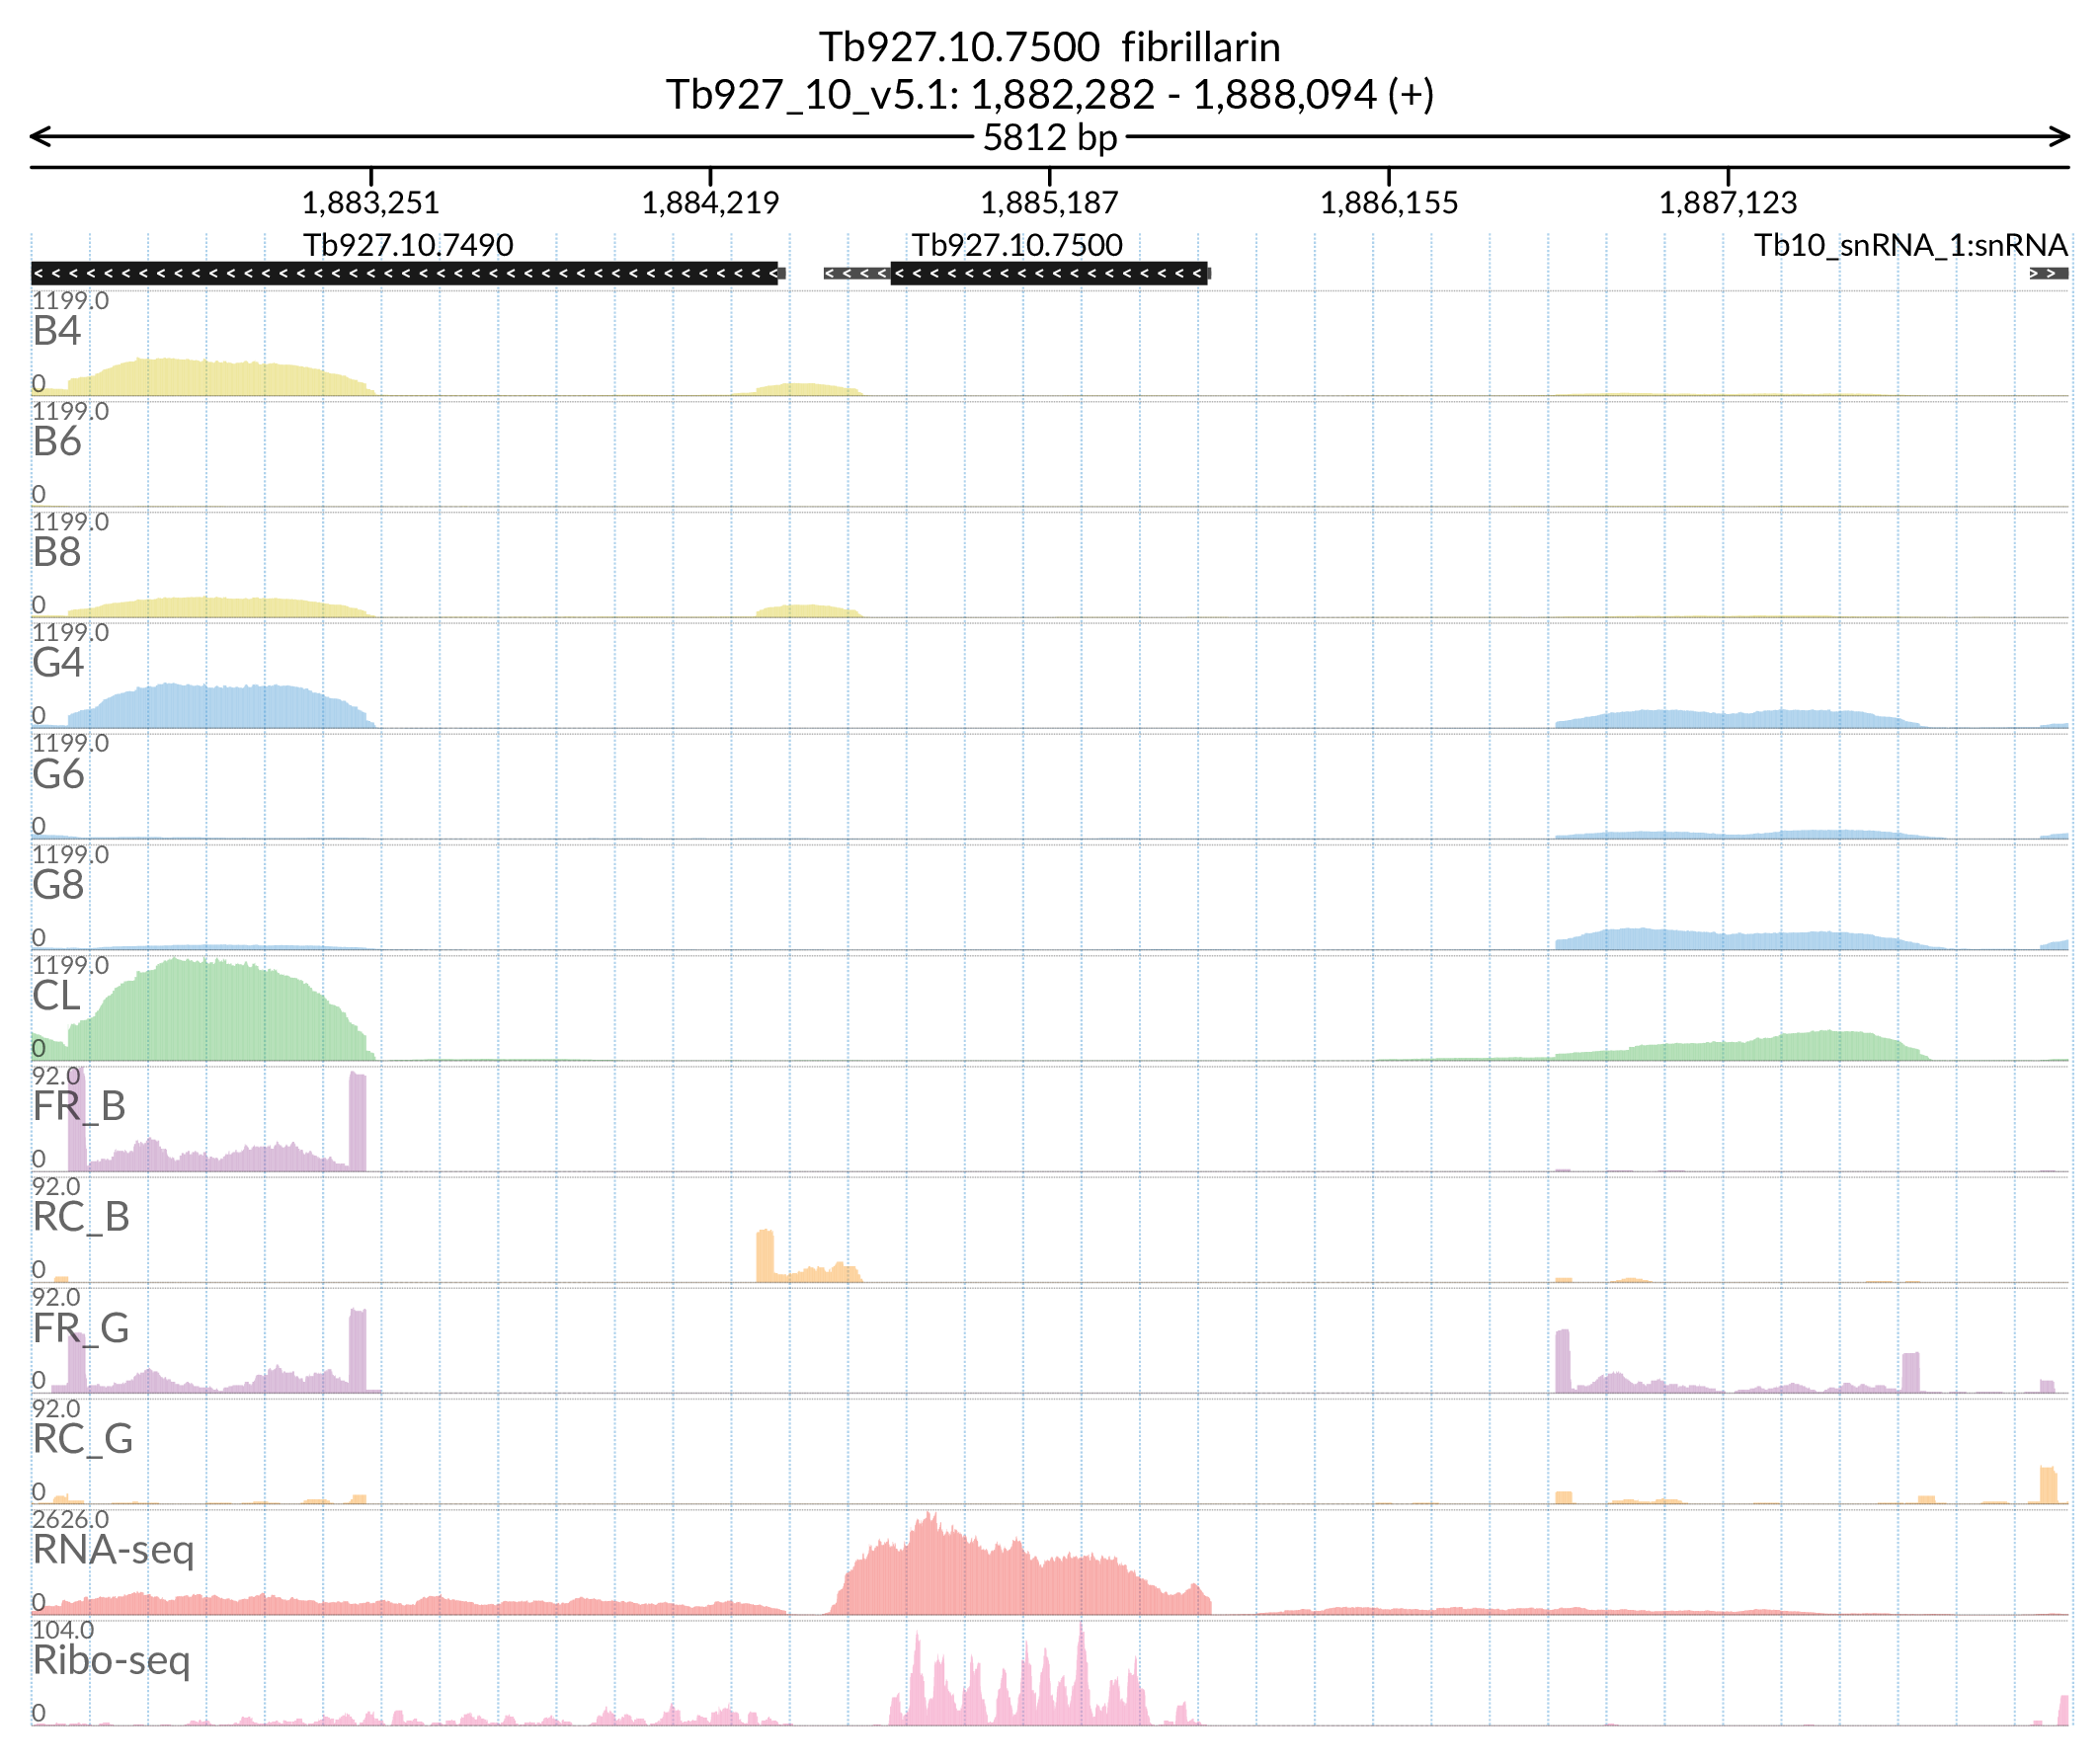 Tb927.10.7500 fibrillarin
Tb927_10_v5.1: 1,882,282 - 1,888,094 (+)
5812 bp
1,883,251 1,884,219 1,885,187 1,886,155 1,887,123
Tb927.10.7490 Tb927.10.7500 Tb10_snRNA_1:snRNA
1199.0
B4
0
1199.0
B6
0
1199.0
B8
0
1199.0
G4
0
1199.0
G6
0
1199.0
G8
0
1199.0
CL
0
92.0
FR_B
0
92.0
RC_B
0
92.0
FR_G
0
92.0
RC_G
0
2626.0
RNA-seq
0
104.0
Ribo-seq
0